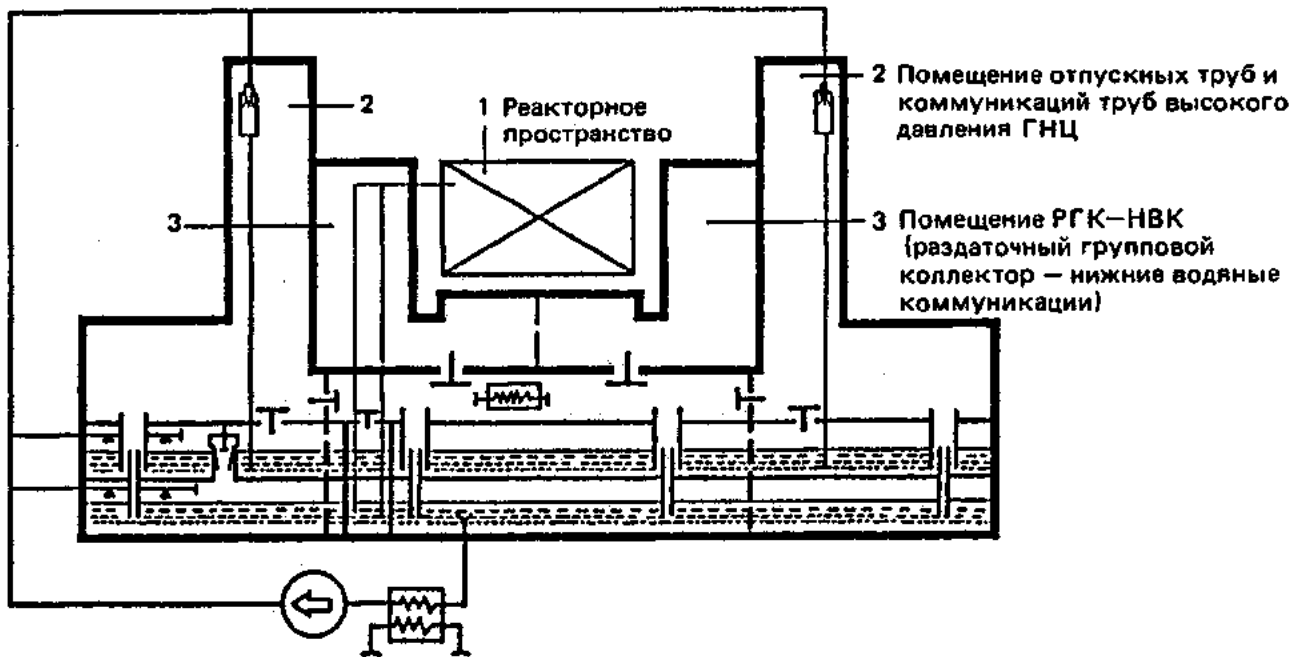 2 Помещение отпускных труб и
коммуникаций труб высокого
давления ГНЦ
2
1 Реакторное
пространство
3
3 Помещение РГК—НВК
(раздаточный групповой
коллектор — нижние водяные
коммуникации)